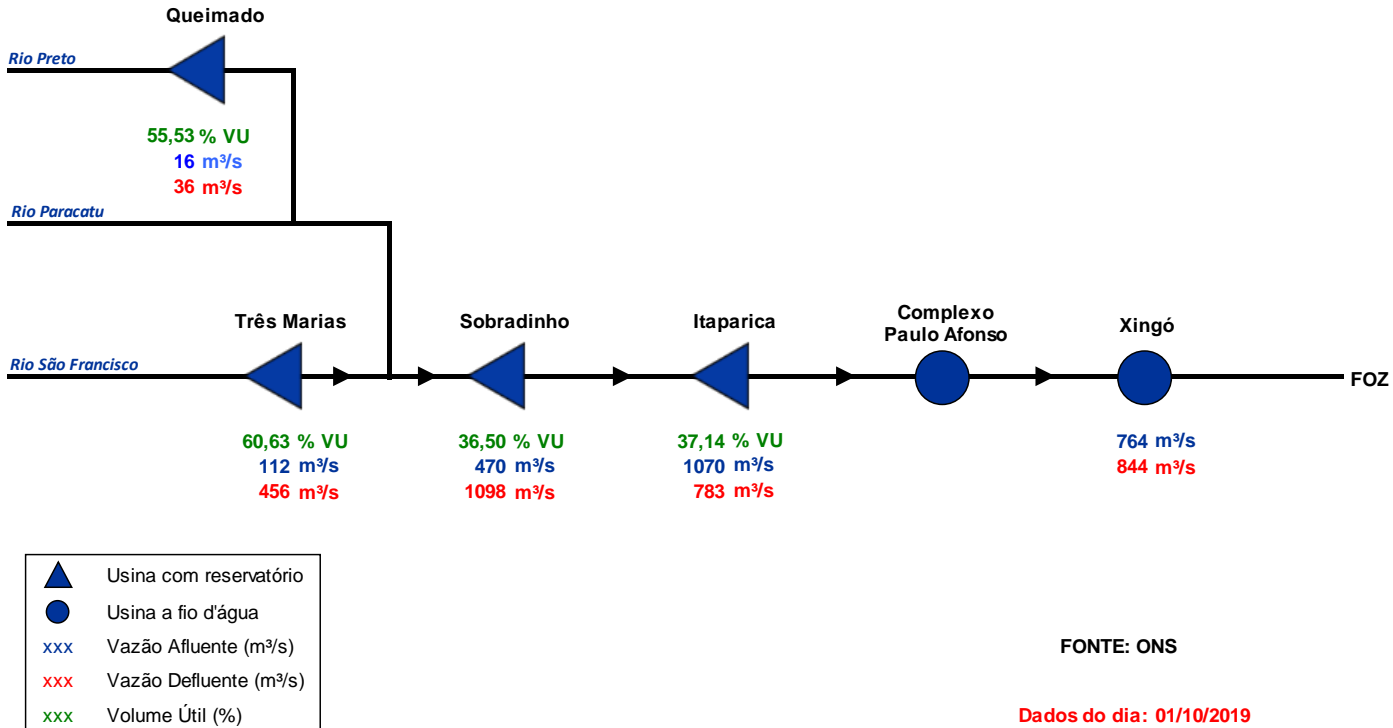 Queimado
Rio Preto
55,53 % VU
16 m³/s
36 m³/s
Rio Paracatu
Três Marias
Sobradinho
Itaparica
Complexo
Paulo Afonso
Xingó
Rio São Francisco
FOZ
60,63 % VU
112 m³/s
456 m³/s
36,50 % VU
470 m³/s
1098 m³/s
37,14 % VU
1070 m³/s
783 m³/s
764 m³/s
844 m³/s
Usina com reservatório
Usina a fio d'água
xxx Vazão Afluente (m³/s)
xxx Vazão Defluente (m³/s)
xxx Volume Útil (%)
FONTE: ONS
Dados do dia: 01/10/2019